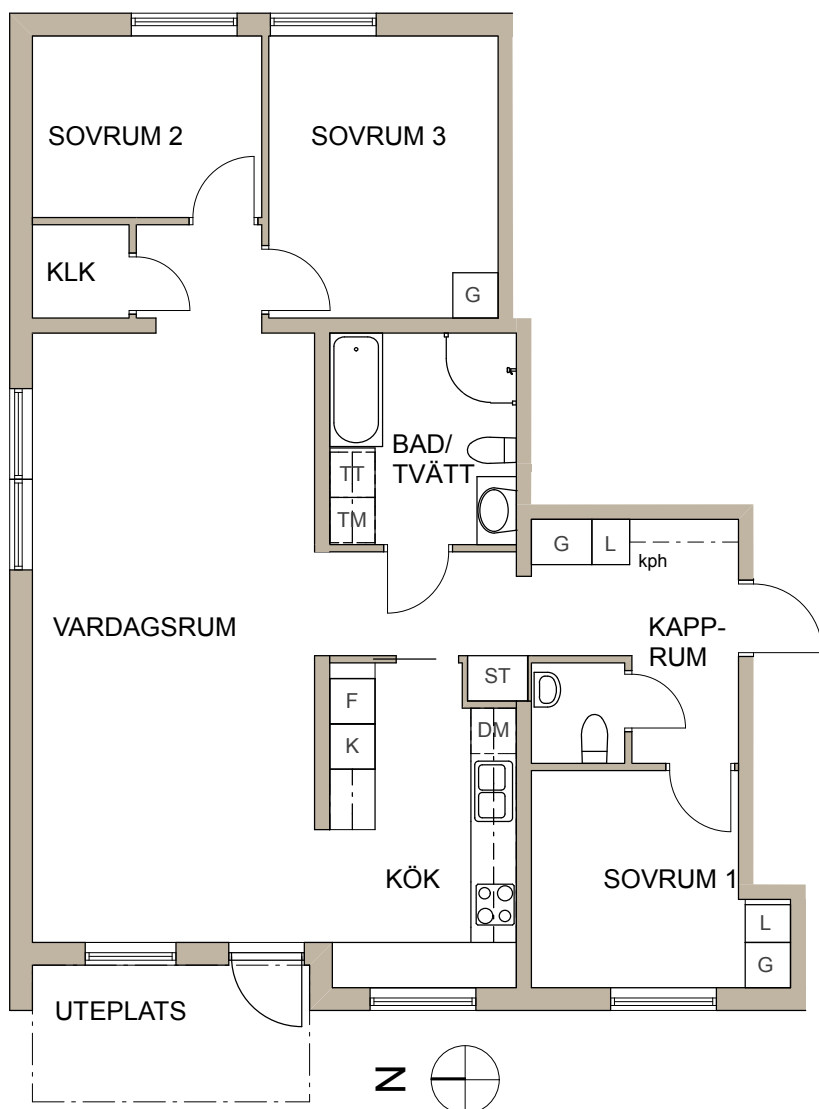 SOVRUM 2
SOVRUM 3
KLK
G
BAD/
TVÄTT
TT
TM
G
L
kph
VARDAGSRUM
KAPP-
RUM
ST
F
K
DM
KÖK
SOVRUM 1
L
G
UTEPLATS
N